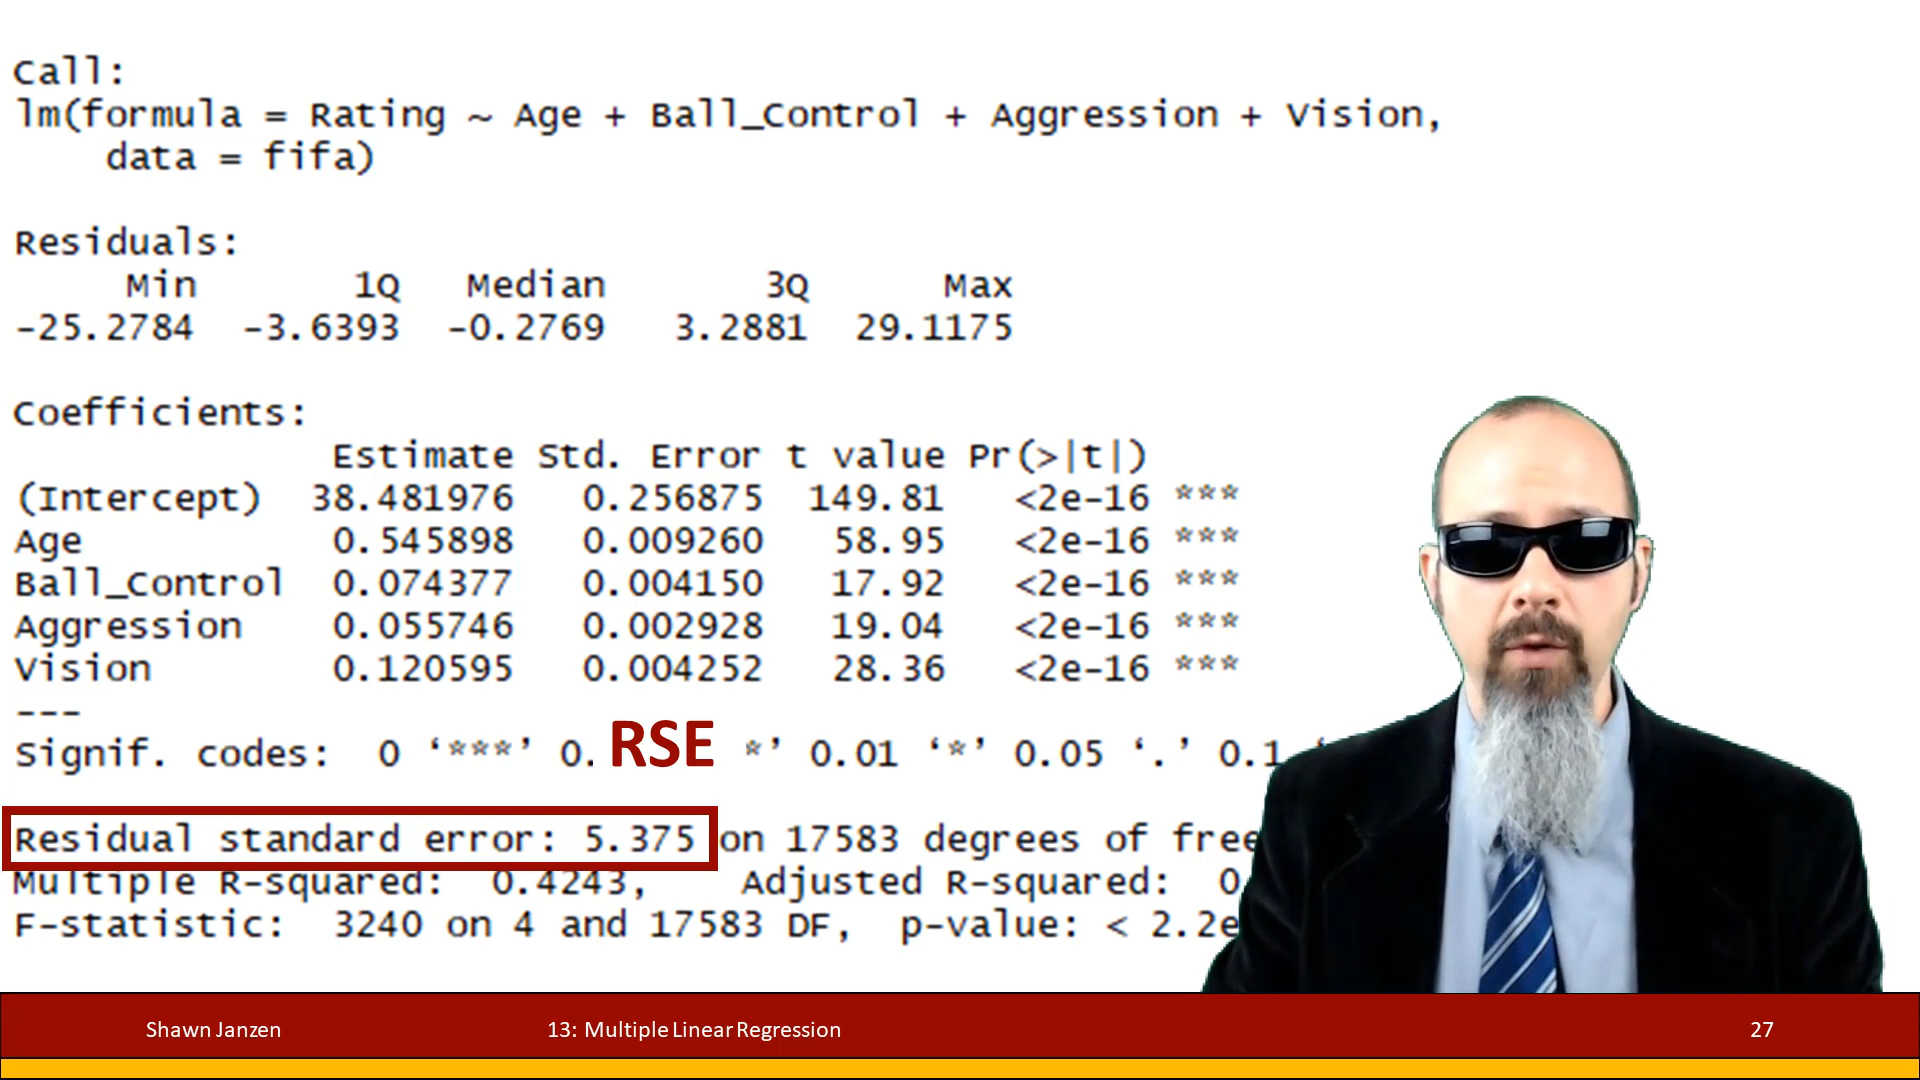 Call:
lm(formula = Rating ~ Age + Ball_Control + Aggression + Vision,
data = fifa)
Residuals:
Min 1Q Median 3Q Max
-25.2784 -3.6393 -0.2769 3.2881 29.1175
Coefficients:
Estimate Std. Error t value Pr(>|t|)
(Intercept) 38.481976 0.256875 149.81 <2e-16 ***
Age 0.545898 0.009260 58.95 <2e-16 ***
Ball_Control 0.074377 0.004150 17.92 <2e-16 ***
Aggression 0.055746 0.002928 19.04 <2e-16 ***
Vision 0.120595 0.004252 28.36 <2e-16 ***
---
Signif. codes: 0 ‘***’ 0. RSE *’ 0.01 ‘*’ 0.05 ‘.’ 0.1 ‘
Residual standard error: 5.375 on 17583 degrees of free
Multiple R-squared: 0.4243, Adjusted R-squared: 0
F-statistic: 3240 on 4 and 17583 DF, p-value: < 2.2e
Shawn Janzen 13: Multiple Linear Regression 27